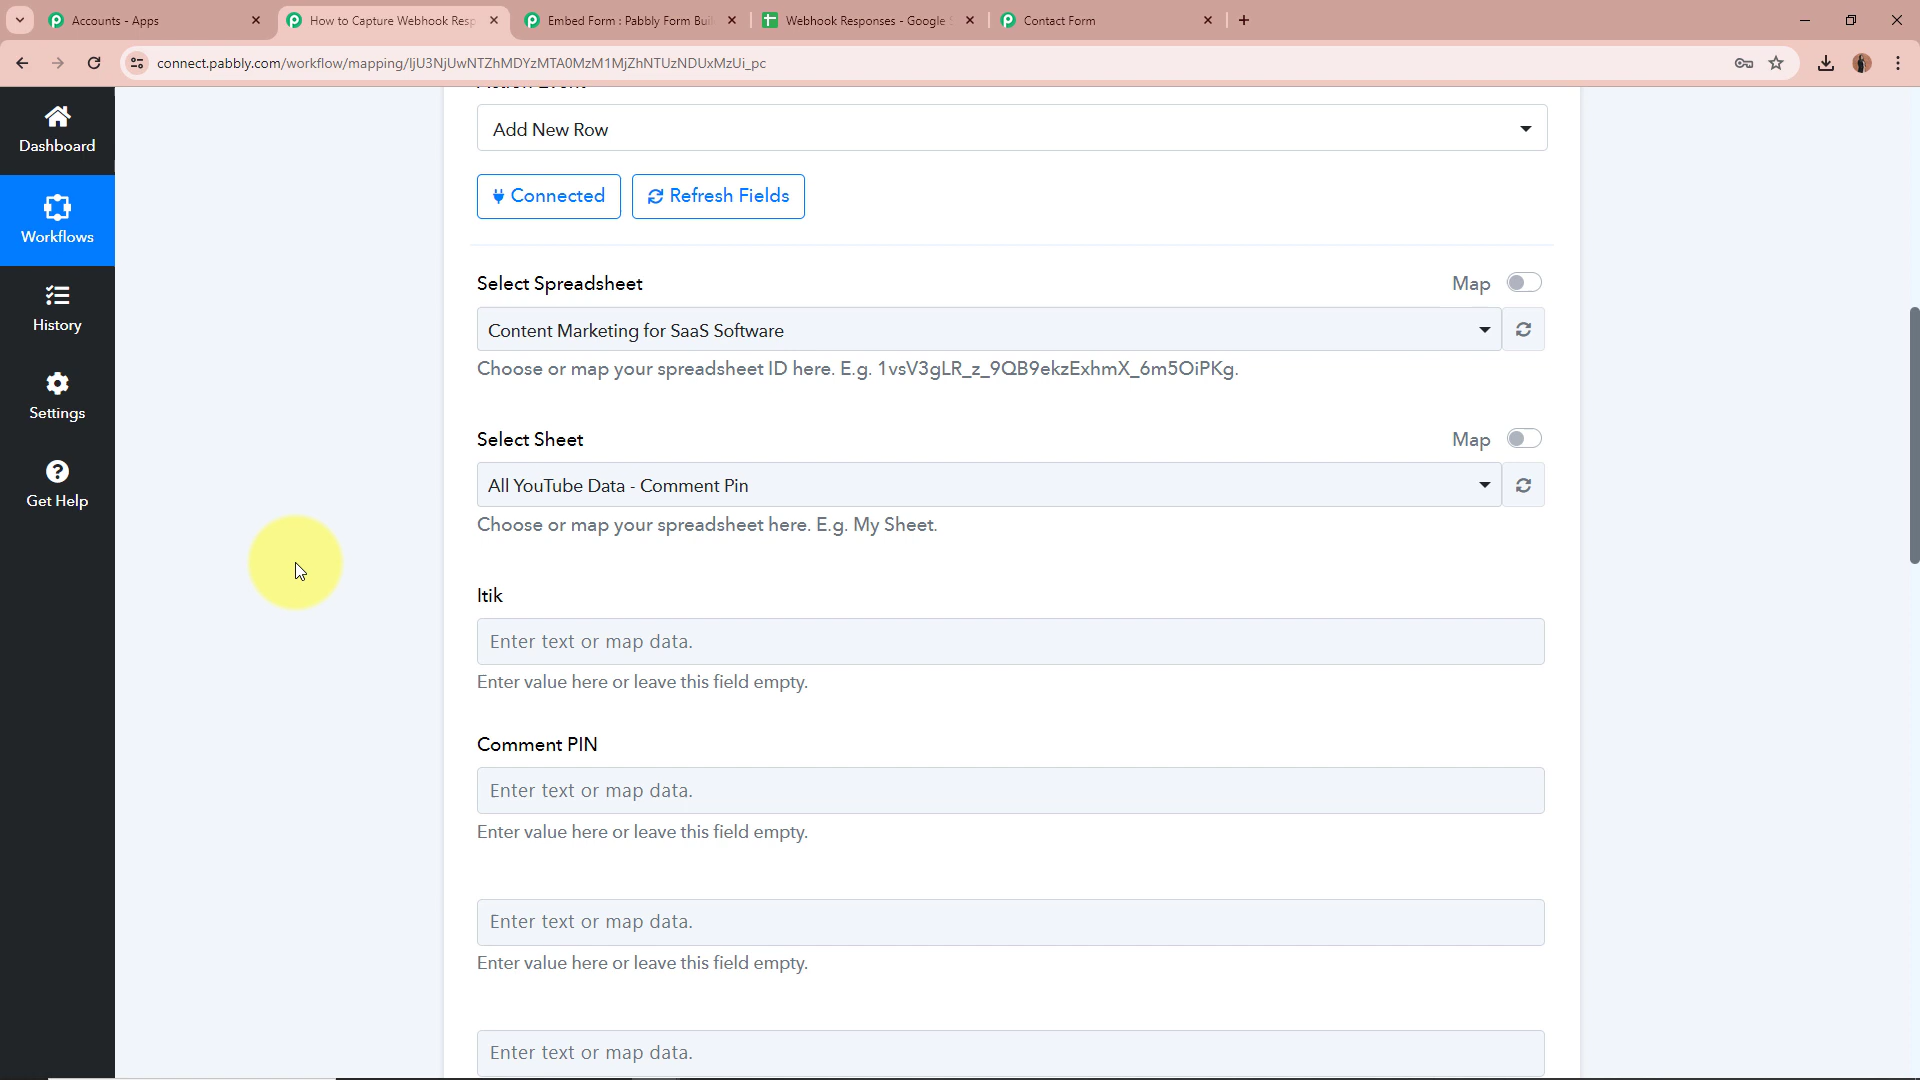 Accounts - Apps
How to Capture Webhook Resp
Embed Form : Pabbly Form Bui
Webhook Responses - Google
Contact Form
connect.pabbly.com/workflow/mapping/IjU3NjUwNTZhMDYzMTA0MzM1MjZhNTUzNDUxMzUi_pc
Dashboard
Workflows
History
Settings
Get Help
Add New Row
Connected
Refresh Fields
Select Spreadsheet
Map
Content Marketing for SaaS Software
Choose or map your spreadsheet ID here. E.g. 1vsV3gLR_z_9QB9ekzExhmX_6m5OiPKg.
Select Sheet
Map
All YouTube Data - Comment Pin
Choose or map your spreadsheet here. E.g. My Sheet.
Itik
Enter text or map data.
Enter value here or leave this field empty.
Comment PIN
Enter text or map data.
Enter value here or leave this field empty.
Enter text or map data.
Enter value here or leave this field empty.
Enter text or map data.